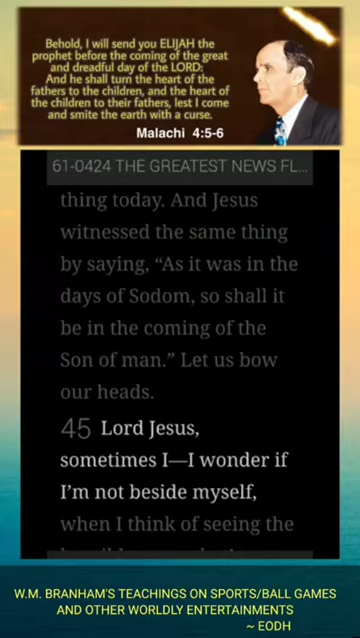 Behold, I will send you ELIJAH the
prophet before the coming of the great
and dreadful day of the LORD:
And he shall turn the heart of the
fathers to the children, and the heart of
the children to their fathers, lest I come
and smite the earth with a curse.
Malachi 4:5-6
61-0424 THE GREATEST NEWS FL...
thing today. And Jesus
witnessed the same thing
by saying, “As it was in the
days of Sodom, so shall it
be in the coming of the
Son of man.” Let us bow
our heads.
45 Lord Jesus,
sometimes I—I wonder if
I’m not beside myself,
when I think of seeing the
W.M. BRANHAM'S TEACHINGS ON SPORTS/BALL GAMES
AND OTHER WORLDLY ENTERTAINMENTS
~ EODH